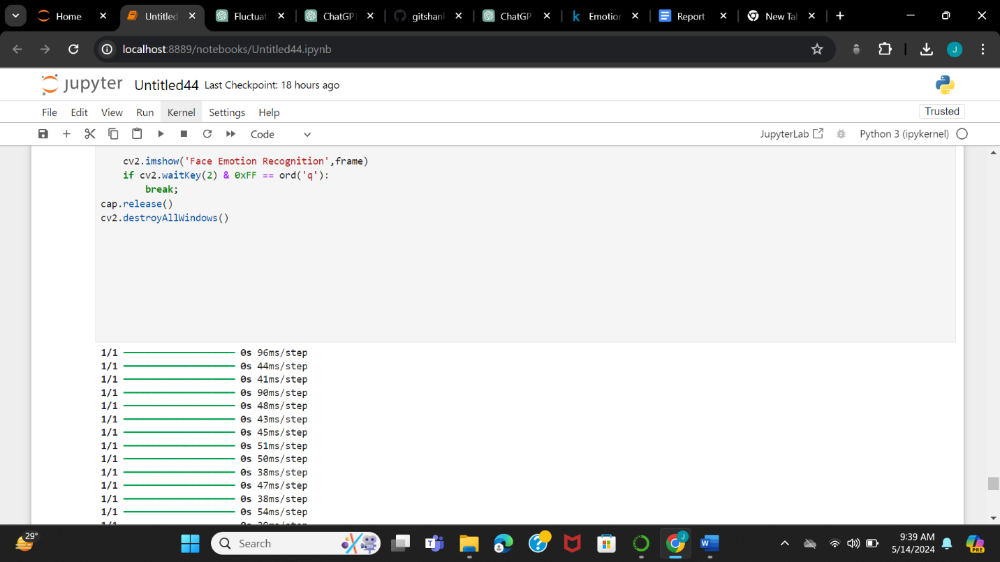 Home
Untitled
Fluctuat
ChatGPT
gitshank
ChatGP
Emotion
Report
New Tab
localhost:8889/notebooks/Untitled44.ipynb
J
jupyter Untitled44 Last Checkpoint: 18 hours ago
File Edit View Run Kernel Settings Help
Trusted
Code
JupyterLab
Python 3 (ipykernel)
cv2.imshow('Face Emotion Recognition',frame)
if cv2.waitKey(2) & 0xFF == ord('q'):
break;
cap.release()
cv2.destroyAllWindows()
1/1 0s 96ms/step
1/1 0s 44ms/step
1/1 0s 41ms/step
1/1 0s 90ms/step
1/1 0s 48ms/step
1/1 0s 43ms/step
1/1 0s 45ms/step
1/1 0s 51ms/step
1/1 0s 50ms/step
1/1 0s 38ms/step
1/1 0s 47ms/step
1/1 0s 38ms/step
1/1 0s 54ms/step
29°
Search
9:39 AM
5/14/2024
PRE